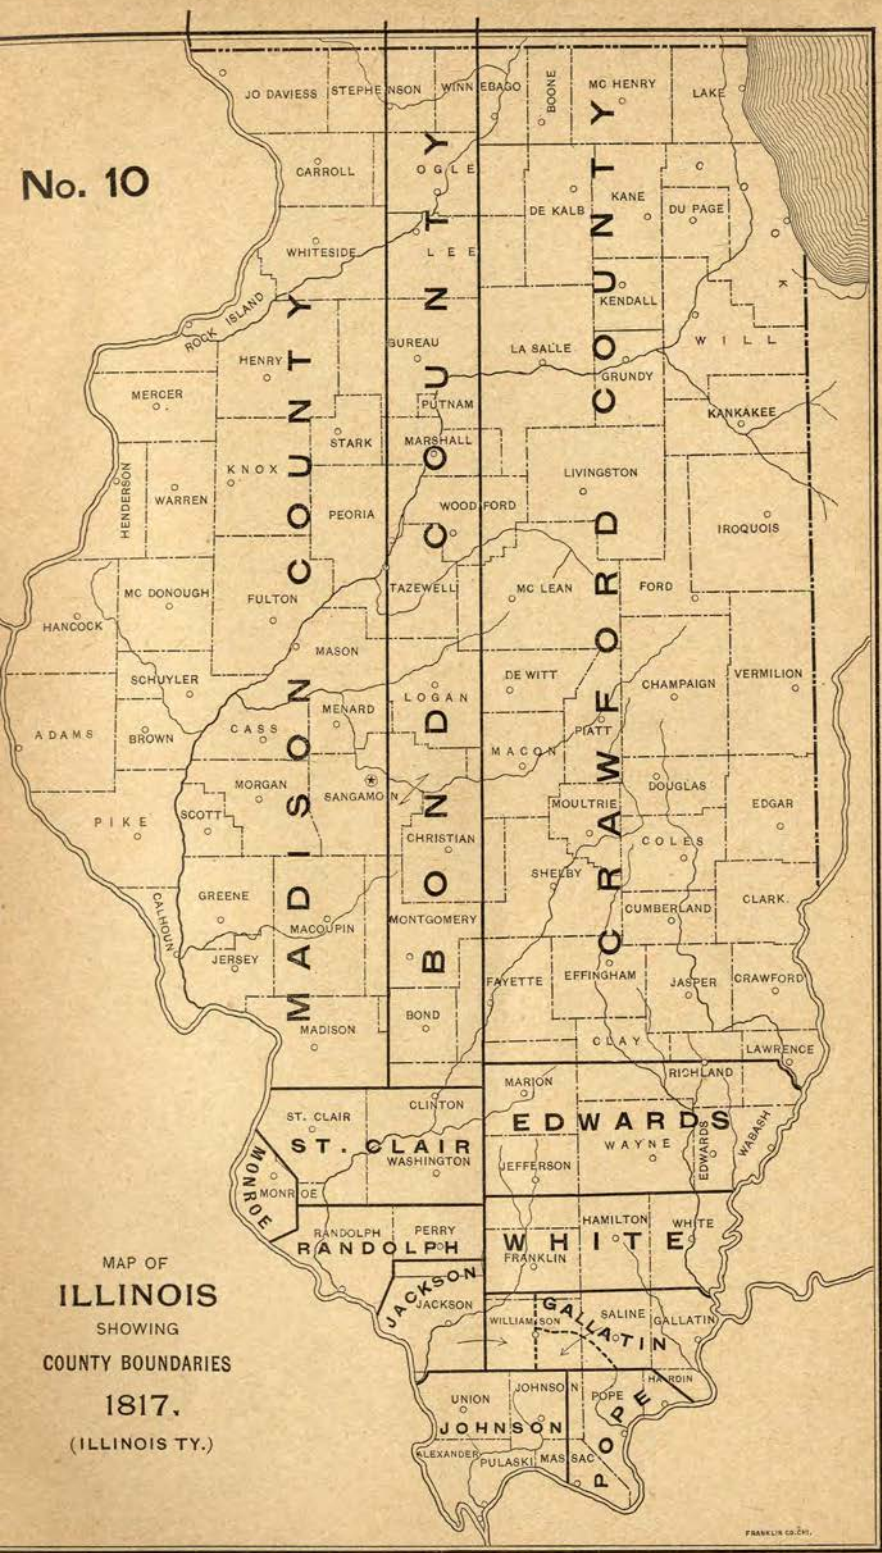 No. 10
JO DAVIESS
STEPHENSON
WINNEBAGO
BOONE
MC HENRY
LAKE
CARROLL
OGLE
DE KALB
KANE
DU PAGE
COOK
WHITESIDE
LEE
KENDALL
ROCK ISLAND
HENRY
BUREAU
LA SALLE
GRUNDY
WILL
MERCER
PUTNAM
KANKAKEE
STARK
MARSHALL
HENDERSON
WARREN
KNOX
PEORIA
WOODFORD
LIVINGSTON
IROQUOIS
HANCOCK
MC DONOUGH
FULTON
TAZEWELL
MC LEAN
FORD
MASON
SCHUYLER
ADAMS
BROWN
CASS
MENARD
LOGAN
DE WITT
CHAMPAIGN
VERMILION
PIATT
MACON
PIKE
SCOTT
MORGAN
SANGAMON
CHRISTIAN
MOULTRIE
DOUGLAS
EDGAR
COLES
SHELBY
CALHOUN
GREENE
MACOUPIN
MONTGOMERY
CUMBERLAND
CLARK.
JERSEY
FAYETTE
EFFINGHAM
JASPER
CRAWFORD
MADISON
BOND
CLAY
LAWRENCE
RICHLAND
MARION
CLINTON
ST. CLAIR
WASHINGTON
JEFFERSON
WAYNE
EDWARDS
WABASH
MONROE
RANDOLPH
PERRY
FRANKLIN
HAMILTON
WHITE
JACKSON
WILLIAMSON
SALINE
GALLATIN
UNION
JOHNSON
POPE
HARDIN
ALEXANDER
PULASKI
MASSAC
MADISON COUNTY
BOND COUNTY
CRAWFORD COUNTY
ST. CLAIR
EDWARDS
MONROE
RANDOLPH
WHITE
JACKSON
GALLATIN
JOHNSON
POPE
MAP OF
ILLINOIS
SHOWING
COUNTY BOUNDARIES
1817.
(ILLINOIS TY.)
FRANKLIN CO. CHI.